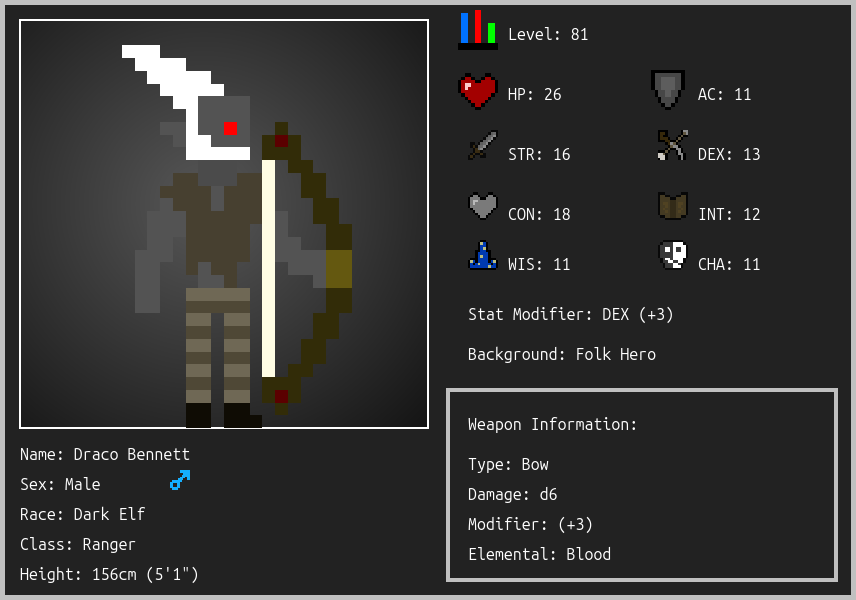 Level: 81
HP: 26
AC: 11
STR: 16
DEX: 13
CON: 18
INT: 12
WIS: 11
CHA: 11
Stat Modifier: DEX (+3)
Background: Folk Hero
Weapon Information:
Type: Bow
Damage: d6
Modifier: (+3)
Elemental: Blood
Name: Draco Bennett
Sex: Male
Race: Dark Elf
Class: Ranger
Height: 156cm (5'1")